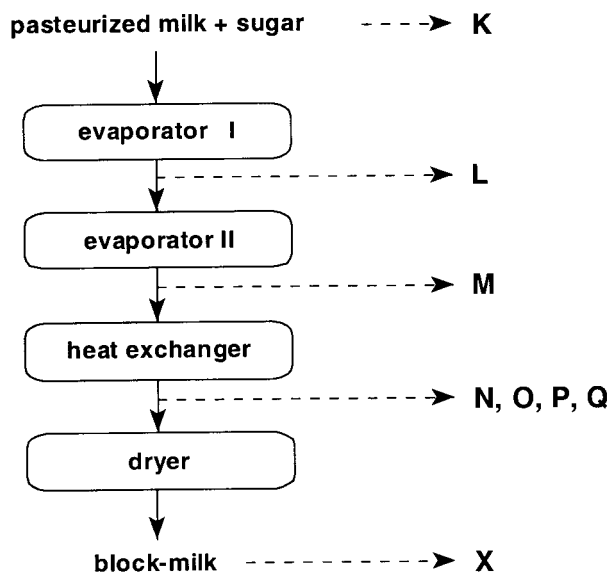 pasteurized milk + sugar K
evaporator I
L
evaporator II
M
heat exchanger
N, O, P, Q
dryer
block-milk X